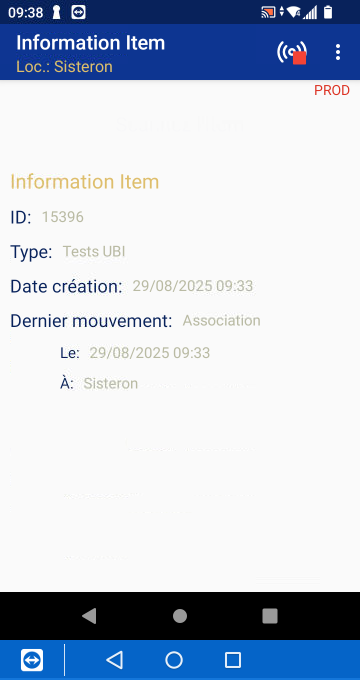 09:38
Information Item
Loc.: Sisteron
PROD
Information Item
ID: 15396
Type: Tests UBI
Date création: 29/08/2025 09:33
Dernier mouvement: Association
Le: 29/08/2025 09:33
À: Sisteron